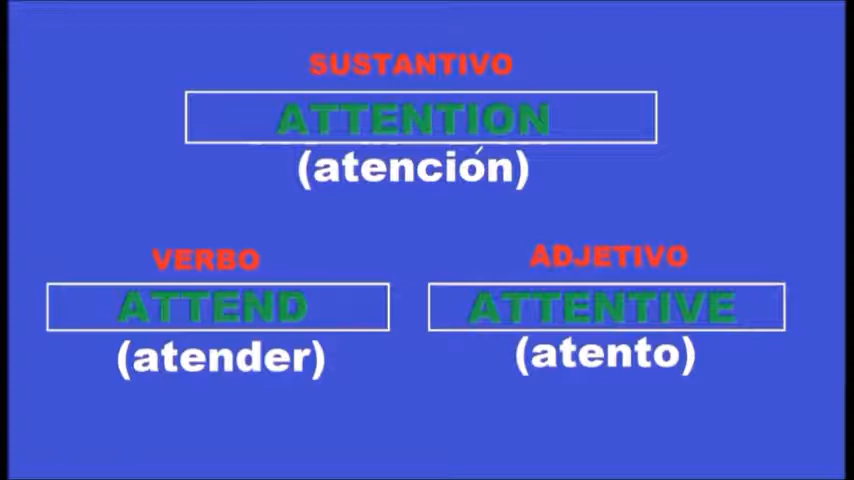 SUSTANTIVO
ATTENTION
(atención)
VERBO
ATTEND
(atender)
ADJETIVO
ATTENTIVE
(atento)